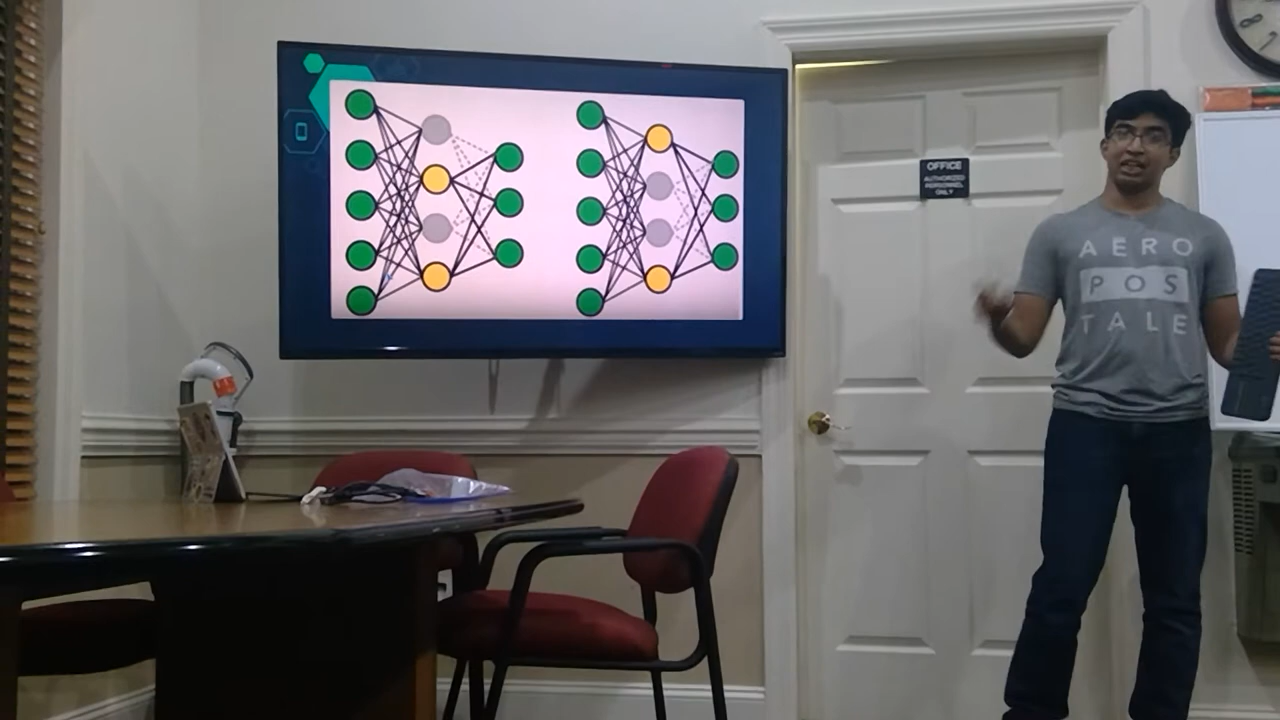 OFFICE
AUTHORIZED
PERSONNEL
ONLY
AERO
POS
TALE